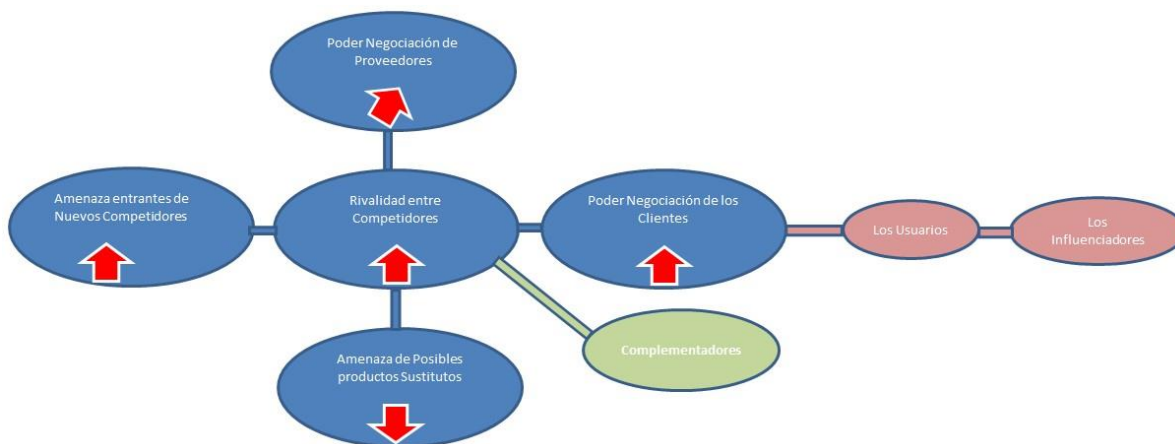 Poder Negociación de
Proveedores
Amenaza entrantes de
Nuevos Competidores
Rivalidad entre
Competidores
Poder Negociación de los
Clientes
Los Usuarios
Los
Influenciadores
Amenaza de Posibles
productos Sustitutos
Complementadores